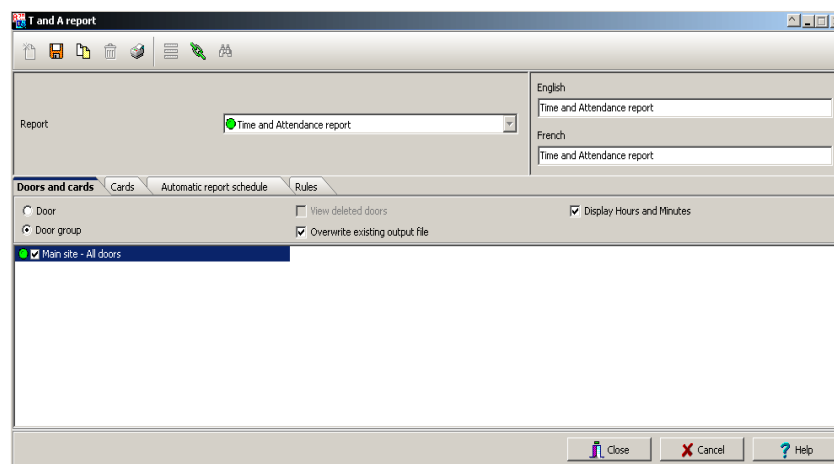 T and A report
Report
Time and Attendance report
English
Time and Attendance report
French
Time and Attendance report
Doors and cards
Cards
Automatic report schedule
Rules
Door
View deleted doors
Display Hours and Minutes
Door group
Overwrite existing output file
Main site - All doors
Close
Cancel
Help